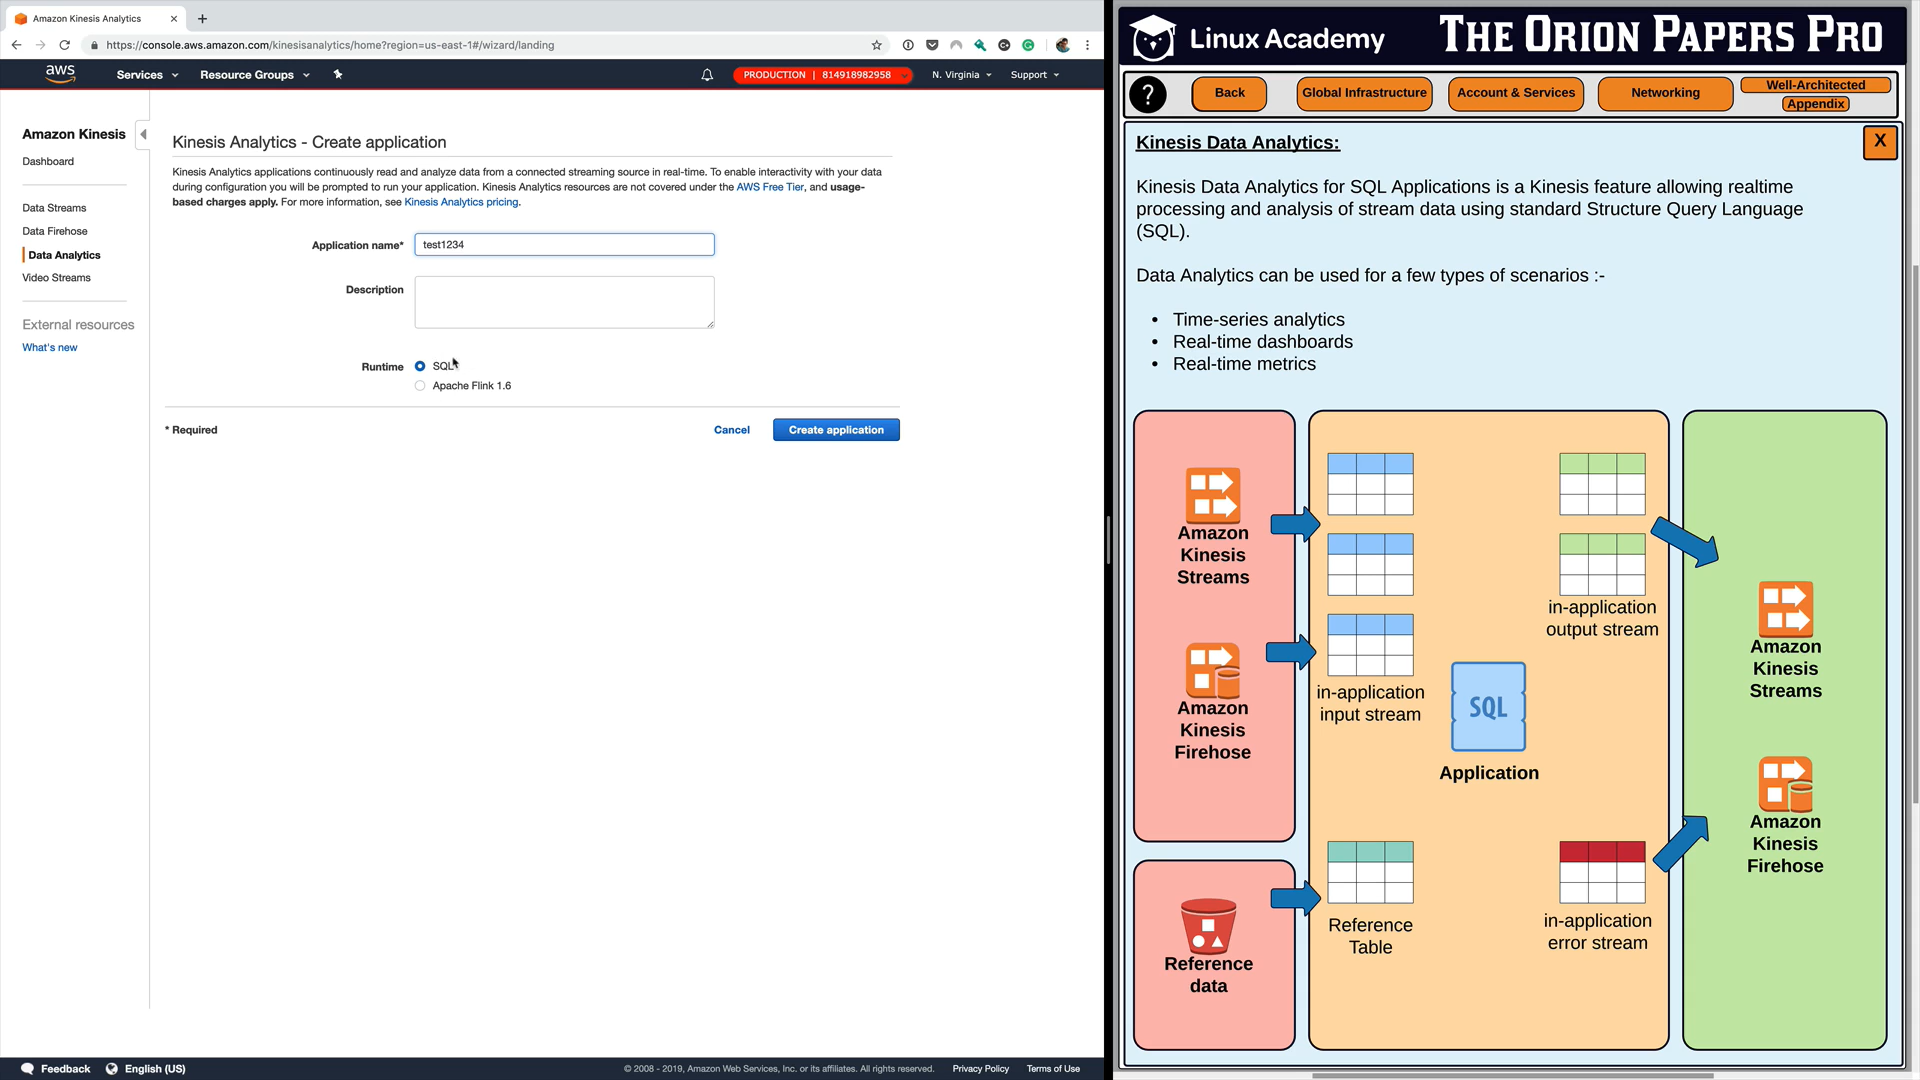 Amazon Kinesis Analytics
https://console.aws.amazon.com/kinesisanalytics/home?region=us-east-1#/wizard/landing
aws
Services
Resource Groups
PRODUCTION | 814918982958
N. Virginia
Support
Amazon Kinesis
Dashboard
Data Streams
Data Firehose
Data Analytics
Video Streams
External resources
What's new
Kinesis Analytics - Create application
Kinesis Analytics applications continuously read and analyze data from a connected streaming source in real-time. To enable interactivity with your data
during configuration you will be prompted to run your application. Kinesis Analytics resources are not covered under the AWS Free Tier, and usage-
based charges apply. For more information, see Kinesis Analytics pricing.
Application name* test1234
Description
Runtime SQL
Apache Flink 1.6
* Required
Cancel
Create application
Feedback
English (US)
© 2008 - 2019, Amazon Web Services, Inc. or its affiliates. All rights reserved.
Privacy Policy
Terms of Use
Linux Academy
THE ORION PAPERS PRO
?
Back
Global Infrastructure
Account & Services
Networking
Well-Architected
Appendix
Kinesis Data Analytics:
X
Kinesis Data Analytics for SQL Applications is a Kinesis feature allowing realtime
processing and analysis of stream data using standard Structure Query Language
(SQL).
Data Analytics can be used for a few types of scenarios :-
• Time-series analytics
• Real-time dashboards
• Real-time metrics
Amazon
Kinesis
Streams
Amazon
Kinesis
Firehose
Reference
data
in-application
input stream
SQL
Application
Reference
Table
in-application
output stream
in-application
error stream
Amazon
Kinesis
Streams
Amazon
Kinesis
Firehose